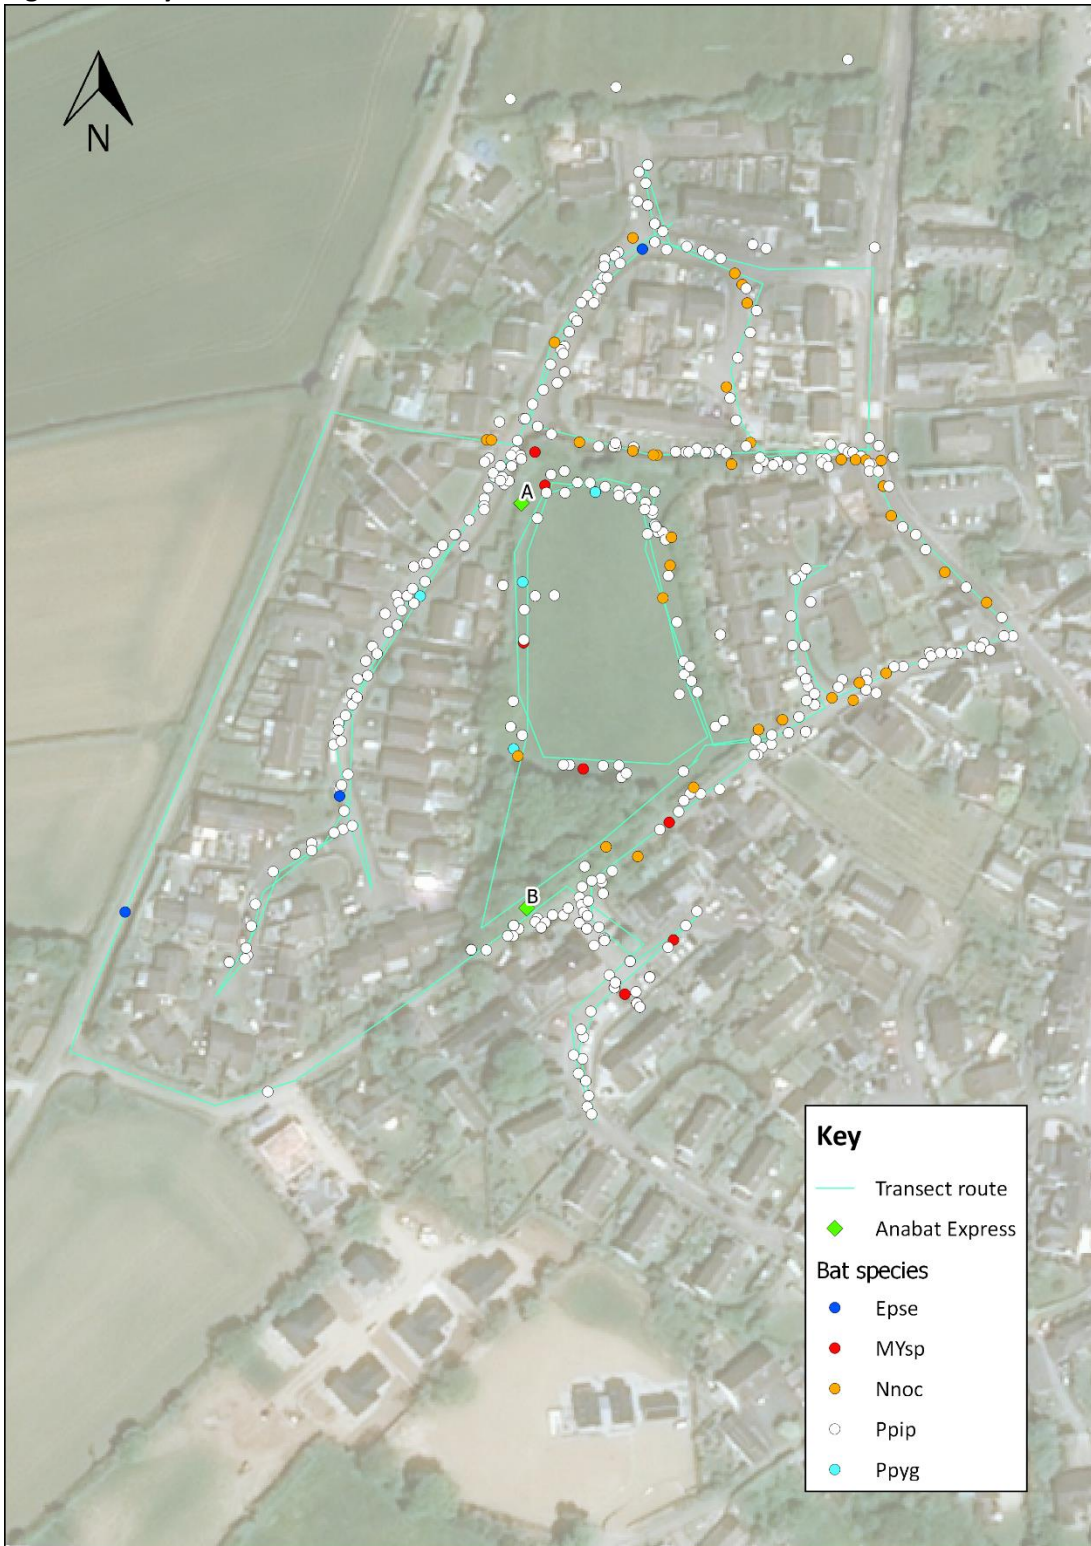 N
A
B
Key
Transect route
Anabat Express
Bat species
Epse
MYsp
Nnoc
Ppip
Ppyg